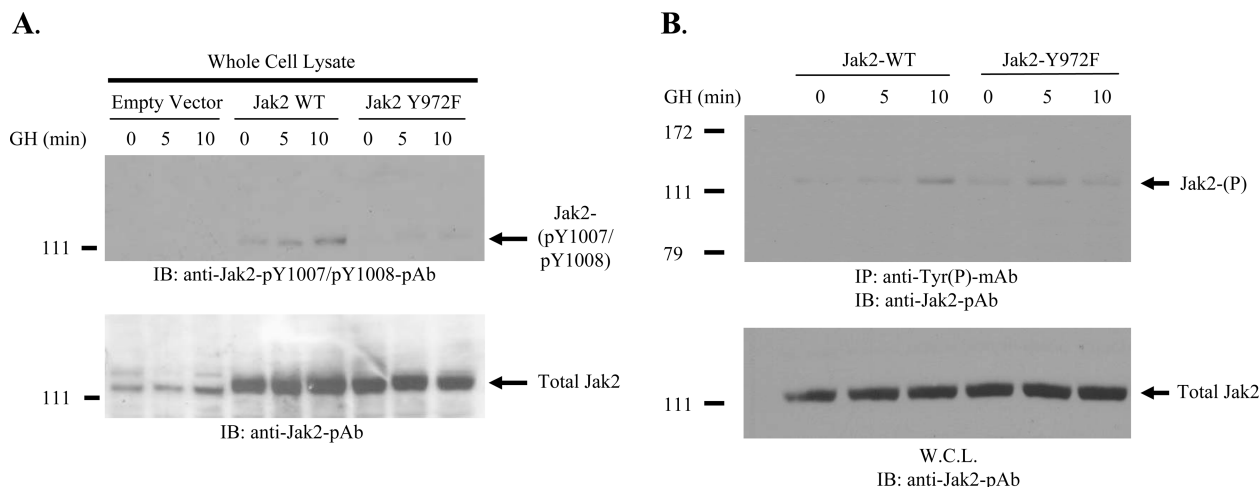 A.
Whole Cell Lysate
Empty Vector Jak2 WT Jak2 Y972F
GH (min) 0 5 10 0 5 10 0 5 10
111
Jak2-
(pY1007/
pY1008)
IB: anti-Jak2-pY1007/pY1008-pAb
111
Total Jak2
IB: anti-Jak2-pAb
B.
Jak2-WT Jak2-Y972F
GH (min) 0 5 10 0 5 10
172
111
79
Jak2-(P)
IP: anti-Tyr(P)-mAb
IB: anti-Jak2-pAb
111
Total Jak2
W.C.L.
IB: anti-Jak2-pAb